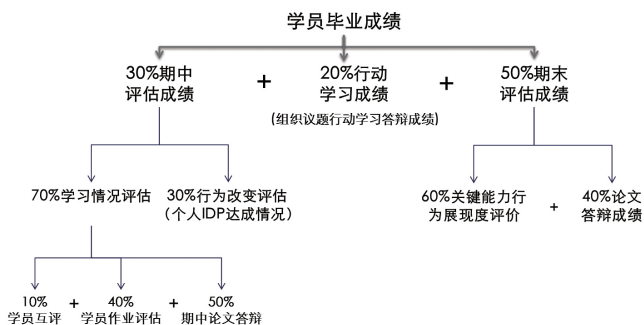 学员毕业成绩
30%期中
评估成绩
+
20%行动
学习成绩
(组织议题行动学习答辩成绩)
+
50%期末
评估成绩
70%学习情况评估
30%行为改变评估
（个人IDP达成情况）
60%关键能力行
为展现度评价
+
40%论文
答辩成绩
10%
学员互评
+
40%
学员作业评估
+
50%
期中论文答辩